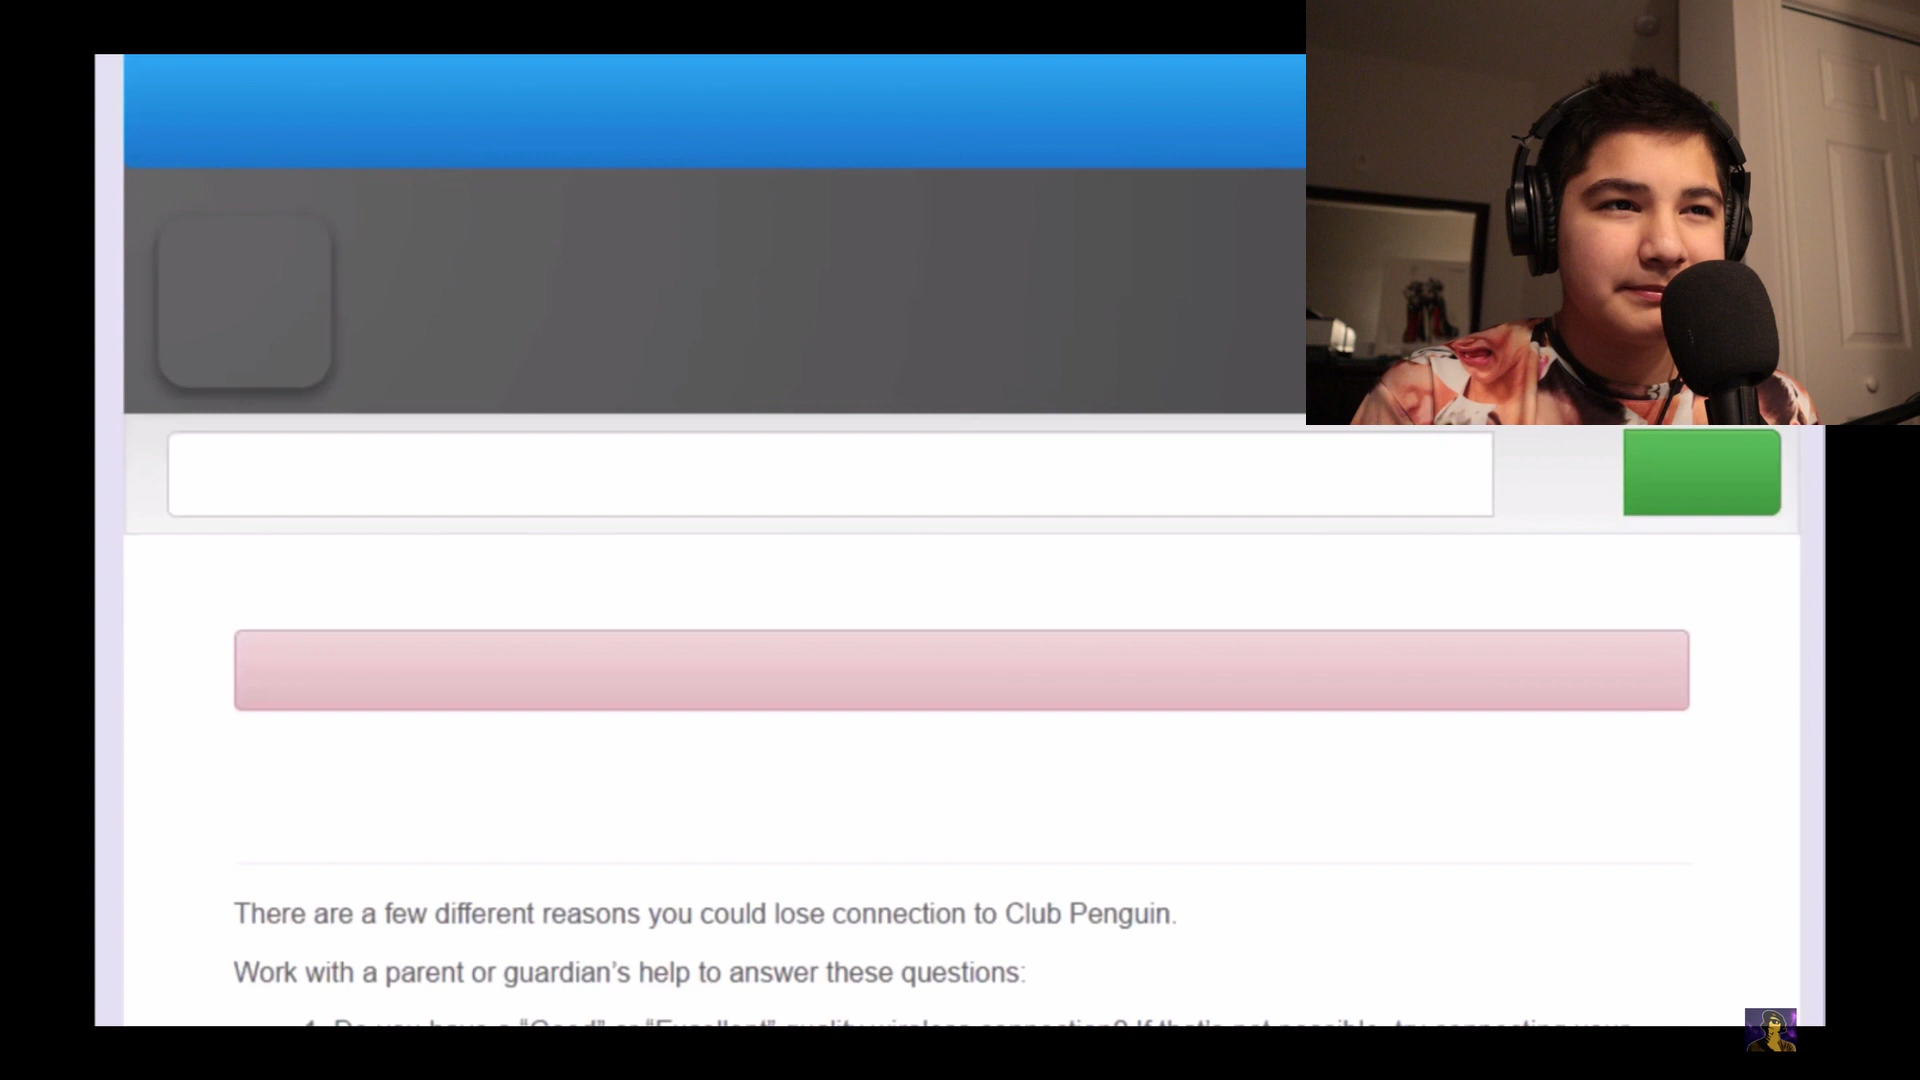 There are a few different reasons you could lose connection to Club Penguin.
Work with a parent or guardian’s help to answer these questions: